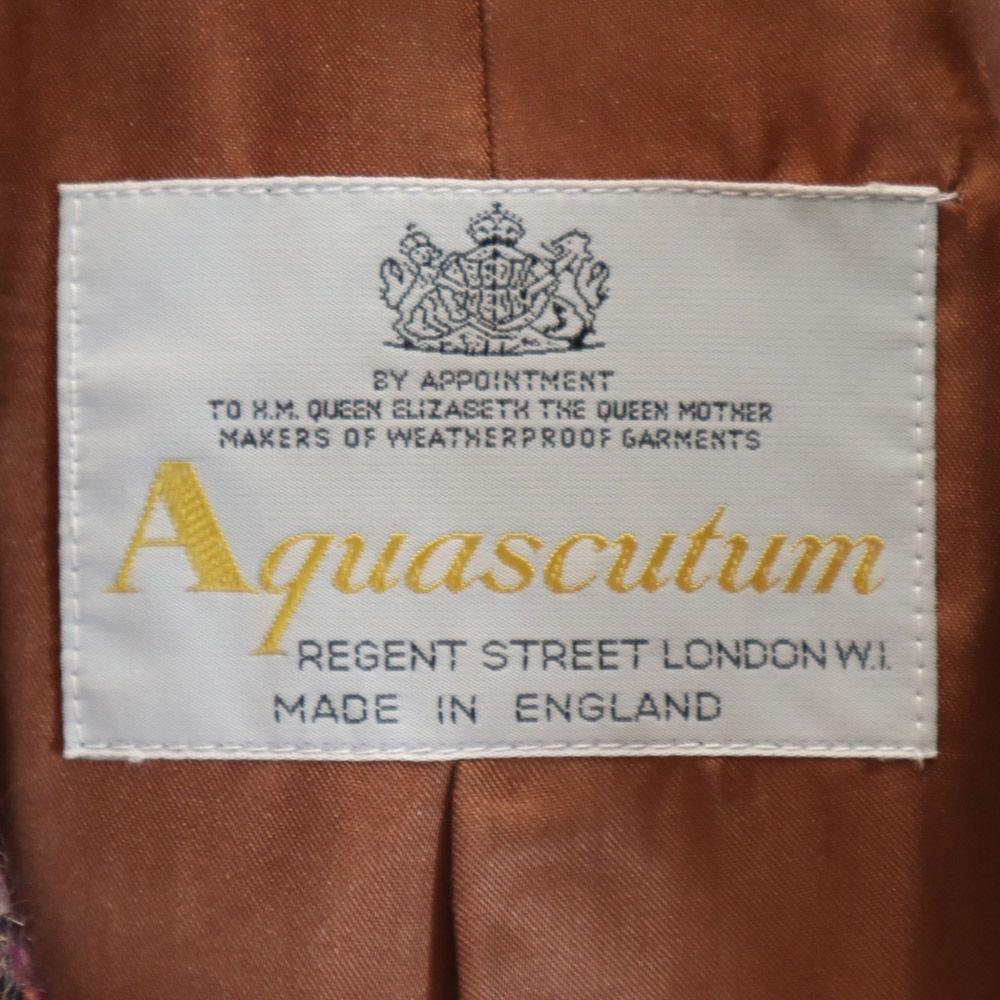 BY APPOINTMENT
TO H.M. QUEEN ELIZABETH THE QUEEN MOTHER
MAKERS OF WEATHERPROOF GARMENTS
Aquascutum
REGENT STREET LONDON W.I.
MADE IN ENGLAND